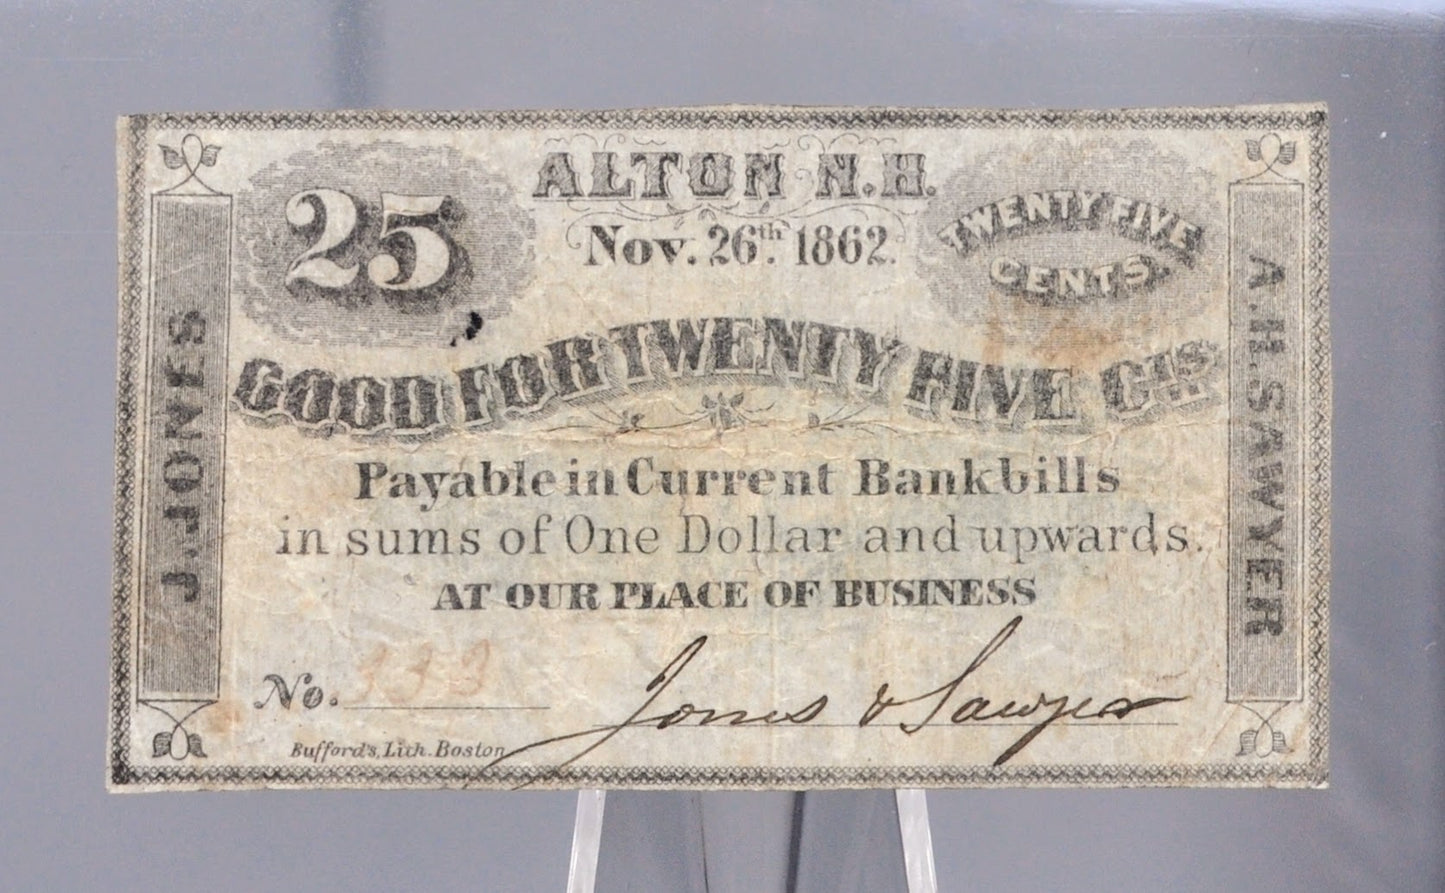 ALTON N.H.
25
Nov. 26th. 1862.
TWENTY FIVE
CENTS.
GOOD FOR TWENTY FIVE CTS
J. JONES
A.H. SAWYER
Payable in Current Bankbills
in sums of One Dollar and upwards.
AT OUR PLACE OF BUSINESS
No. 333
Jones & Sawyer
Bufford's, Lith. Boston